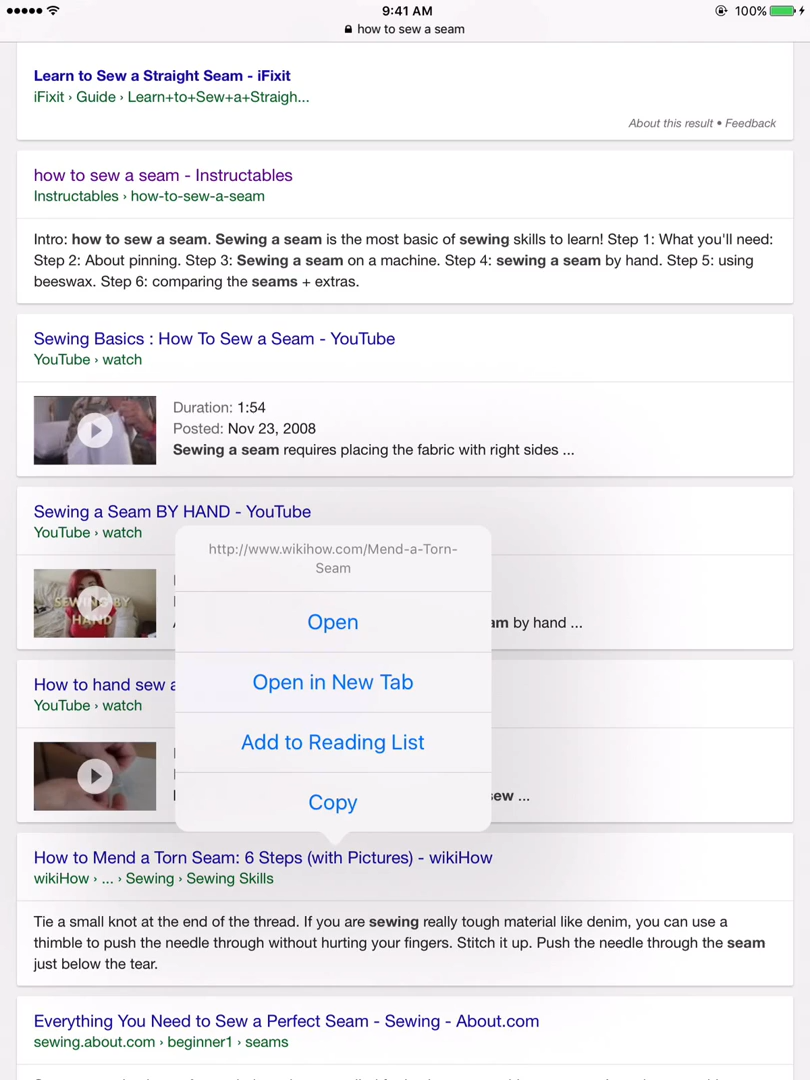 9:41 AM
100%
how to sew a seam
Learn to Sew a Straight Seam - iFixit
iFixit › Guide › Learn+to+Sew+a+Straigh...
About this result • Feedback
how to sew a seam - Instructables
Instructables › how-to-sew-a-seam
Intro: how to sew a seam. Sewing a seam is the most basic of sewing skills to learn! Step 1: What you'll need:
Step 2: About pinning. Step 3: Sewing a seam on a machine. Step 4: sewing a seam by hand. Step 5: using
beeswax. Step 6: comparing the seams + extras.
Sewing Basics : How To Sew a Seam - YouTube
YouTube › watch
Duration: 1:54
Posted: Nov 23, 2008
Sewing a seam requires placing the fabric with right sides ...
Sewing a Seam BY HAND - YouTube
YouTube › watch
SEWING BY
HAND
by hand ...
http://www.wikihow.com/Mend-a-Torn-
Seam
Open
Open in New Tab
Add to Reading List
Copy
How to hand sew a
YouTube › watch
sew ...
How to Mend a Torn Seam: 6 Steps (with Pictures) - wikiHow
wikiHow › ... › Sewing › Sewing Skills
Tie a small knot at the end of the thread. If you are sewing really tough material like denim, you can use a
thimble to push the needle through without hurting your fingers. Stitch it up. Push the needle through the seam
just below the tear.
Everything You Need to Sew a Perfect Seam - Sewing - About.com
sewing.about.com › beginner1 › seams